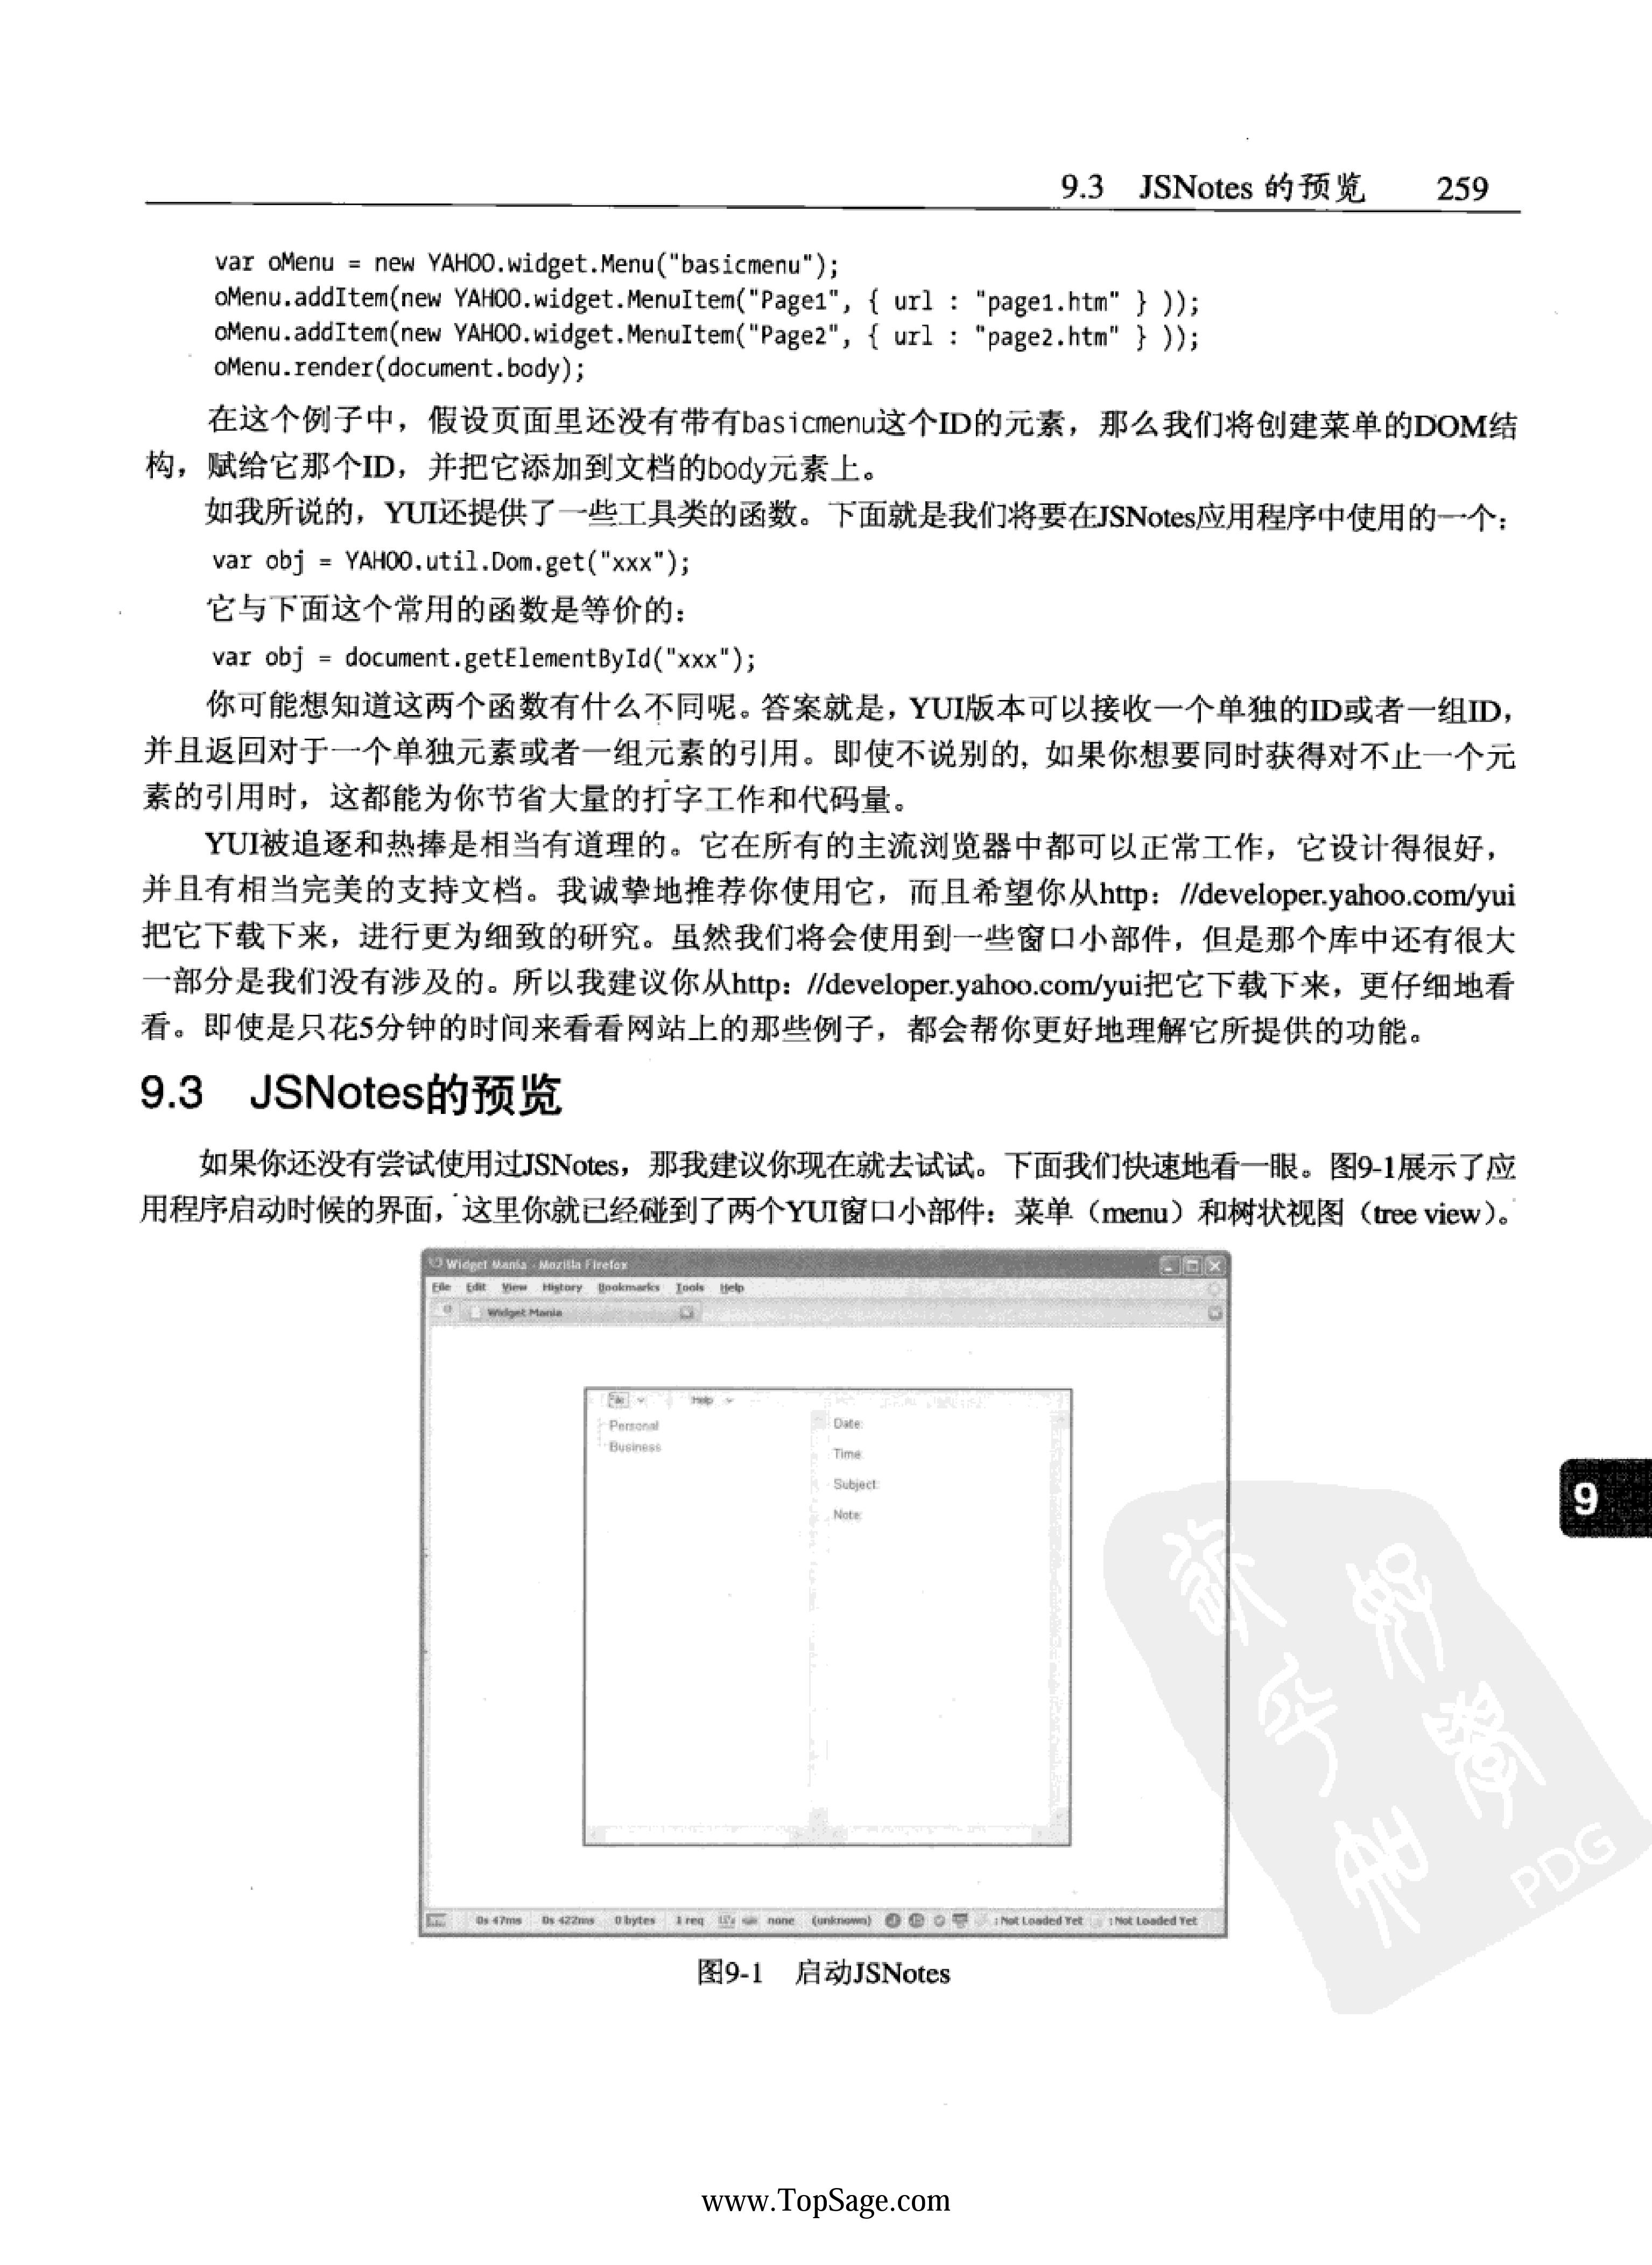 9.3 JSNotes 的预览 259
var oMenu = new YAHOO.widget.Menu("basicmenu");
oMenu.addItem(new YAHOO.widget.MenuItem("Page1", { url : "page1.htm" } ));
oMenu.addItem(new YAHOO.widget.MenuItem("Page2", { url : "page2.htm" } ));
oMenu.render(document.body);
在这个例子中，假设页面里还没有带有basicmenu这个ID的元素，那么我们将创建菜单的DOM结
构，赋给它那个ID，并把它添加到文档的body元素上。
如我所说的，YUI还提供了一些工具类的函数。下面就是我们将要在JSNotes应用程序中使用的一个：
var obj = YAHOO.util.Dom.get("xxx");
它与下面这个常用的函数是等价的：
var obj = document.getElementById("xxx");
你可能想知道这两个函数有什么不同呢。答案就是，YUI版本可以接收一个单独的ID或者一组ID，
并且返回对于一个单独元素或者一组元素的引用。即使不说别的，如果你想要同时获得对不止一个元
素的引用时，这都能为你节省大量的打字工作和代码量。
YUI被追逐和热捧是相当有道理的。它在所有的主流浏览器中都可以正常工作，它设计得很好，
并且有相当完美的支持文档。我诚挚地推荐你使用它，而且希望你从http：//developer.yahoo.com/yui
把它下载下来，进行更为细致的研究。虽然我们将会使用到一些窗口小部件，但是那个库中还有很大
一部分是我们没有涉及的。所以我建议你从http：//developer.yahoo.com/yui把它下载下来，更仔细地看
看。即使是只花5分钟的时间来看看网站上的那些例子，都会帮你更好地理解它所提供的功能。
9.3 JSNotes的预览
如果你还没有尝试使用过JSNotes，那我建议你现在就去试试。下面我们快速地看一眼。图9-1展示了应
用程序启动时候的界面，这里你就已经碰到了两个YUI窗口小部件：菜单（menu）和树状视图（tree view）。
Widget Mania - Mozilla Firefox
File Edit View History Bookmarks Tools Help
Widget Mania
File Help
Personal
Business
Date:
Time:
Subject:
Note:
9
0s 47ms 0s 422ms 0 bytes 1 req none (unknown) : Not Loaded Yet : Not Loaded Yet
PDG
图9-1 启动JSNotes
www.TopSage.com